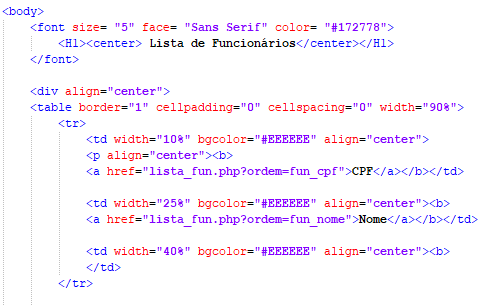 <body>
<font size= "5" face= "Sans Serif" color= "#172778">
<H1><center> Lista de Funcionários</center></H1>
</font>
<div align="center">
<table border="1" cellpadding="0" cellspacing="0" width="90%">
<tr>
<td width="10%" bgcolor="#EEEEEE" align="center">
<p align="center"><b>
<a href="lista_fun.php?ordem=fun_cpf">CPF</a></b></td>
<td width="25%" bgcolor="#EEEEEE" align="center"><b>
<a href="lista_fun.php?ordem=fun_nome">Nome</a></b></td>
<td width="40%" bgcolor="#EEEEEE" align="center"><b>
</td>
</tr>